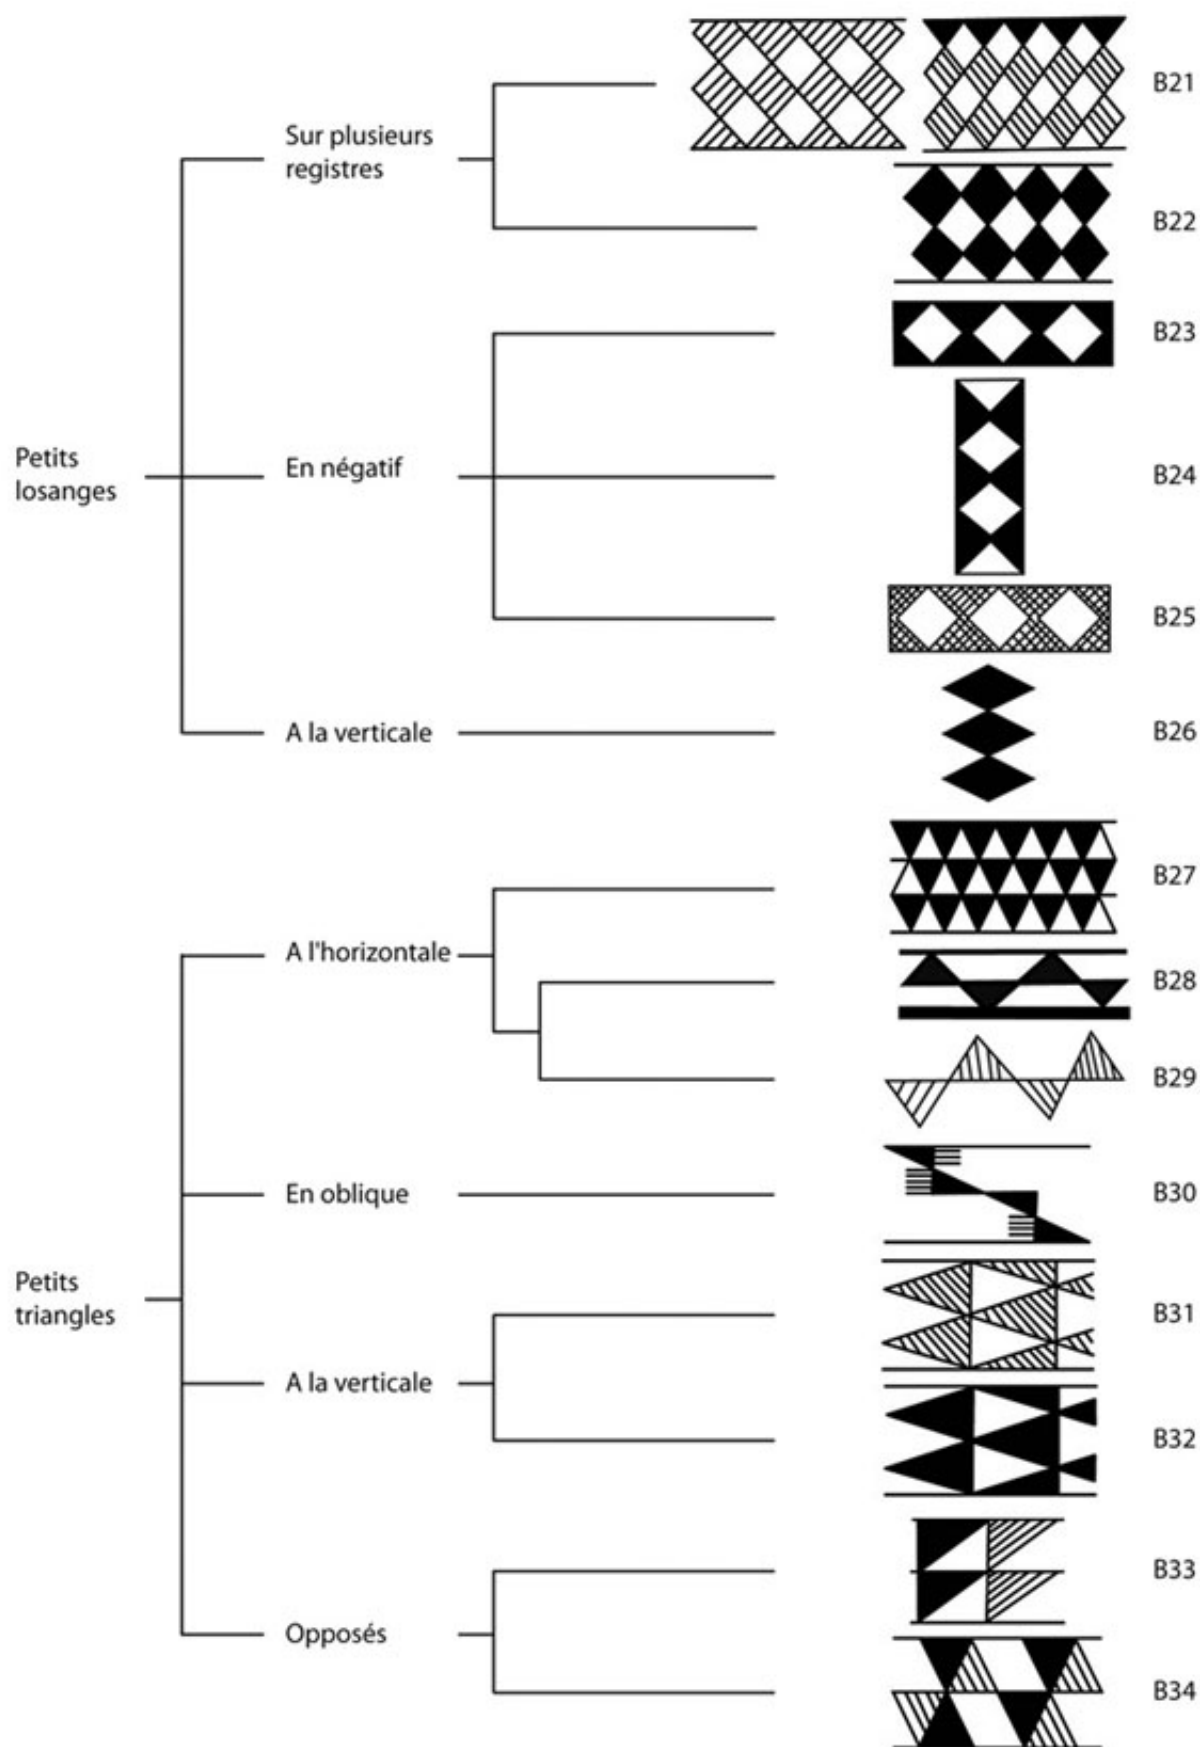 B21
Sur plusieurs
registres
B22
B23
Petits
losanges
En négatif
B24
B25
A la verticale
B26
B27
A l'horizontale
B28
B29
En oblique
B30
Petits
triangles
B31
A la verticale
B32
B33
Opposés
B34